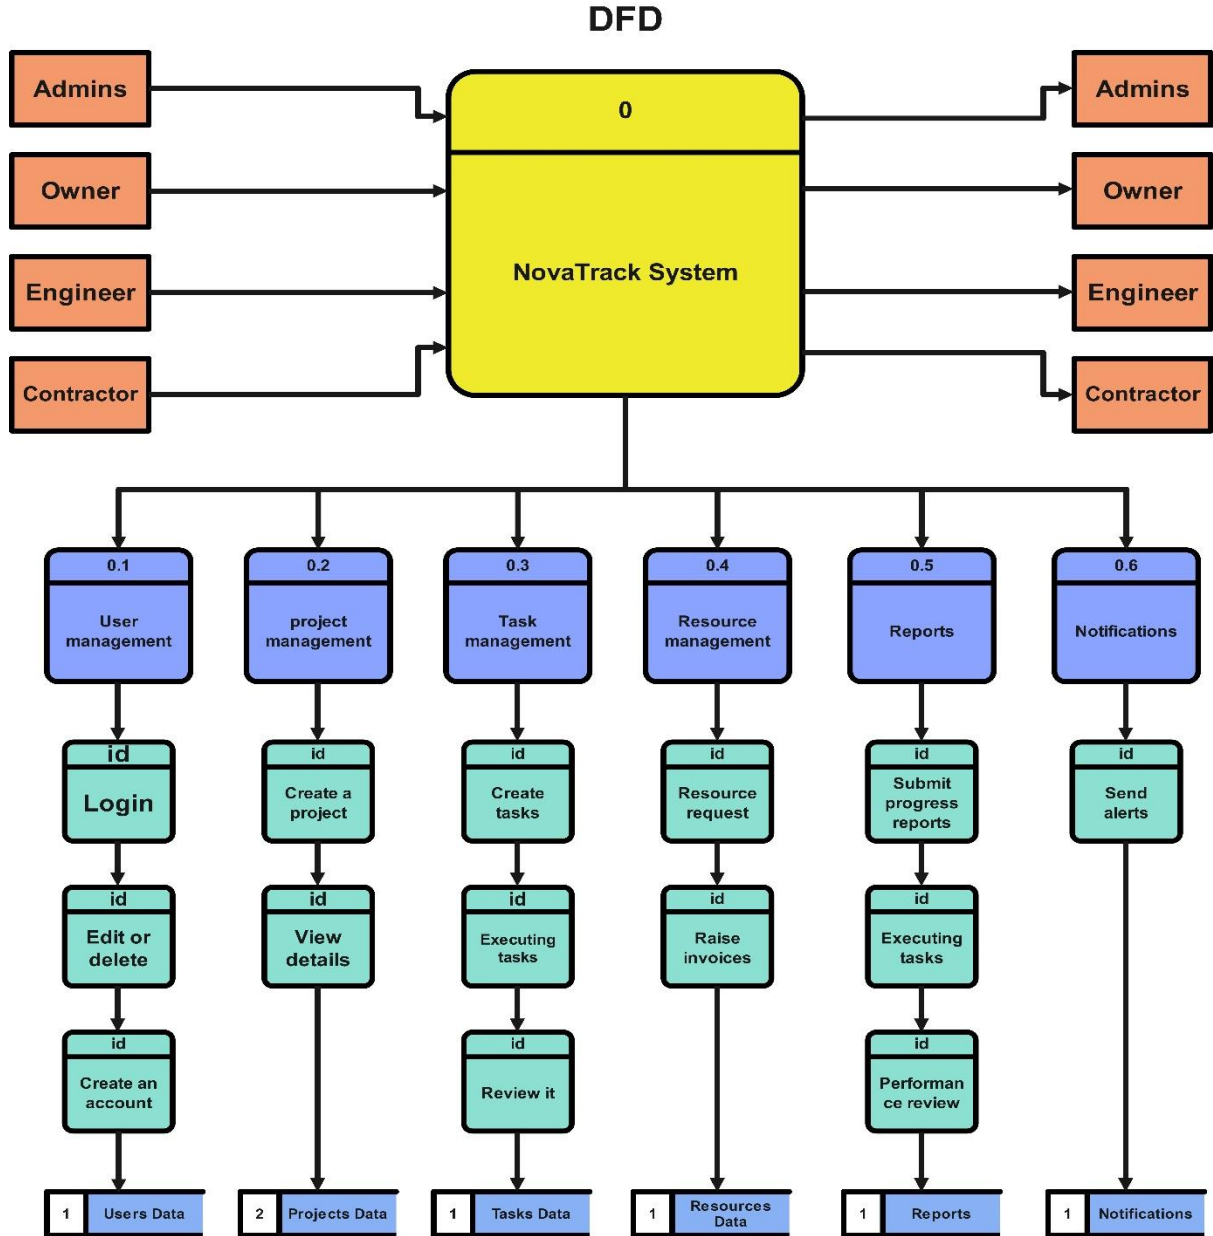 DFD
Admins
0
Admins
Owner
Owner
NovaTrack System
Engineer
Engineer
Contractor
Contractor
0.1
0.2
0.3
0.4
0.5
0.6
User
management
project
management
Task
management
Resource
management
Reports
Notifications
id
Login
id
Create a
project
id
Create
tasks
id
Resource
request
id
Submit
progress
reports
id
Send
alerts
id
Edit or
delete
id
View
details
id
Executing
tasks
id
Raise
invoices
id
Executing
tasks
id
Create an
account
id
Review it
id
Performan
ce review
1 Users Data
2 Projects Data
1 Tasks Data
1 Resources
Data
1 Reports
1 Notifications